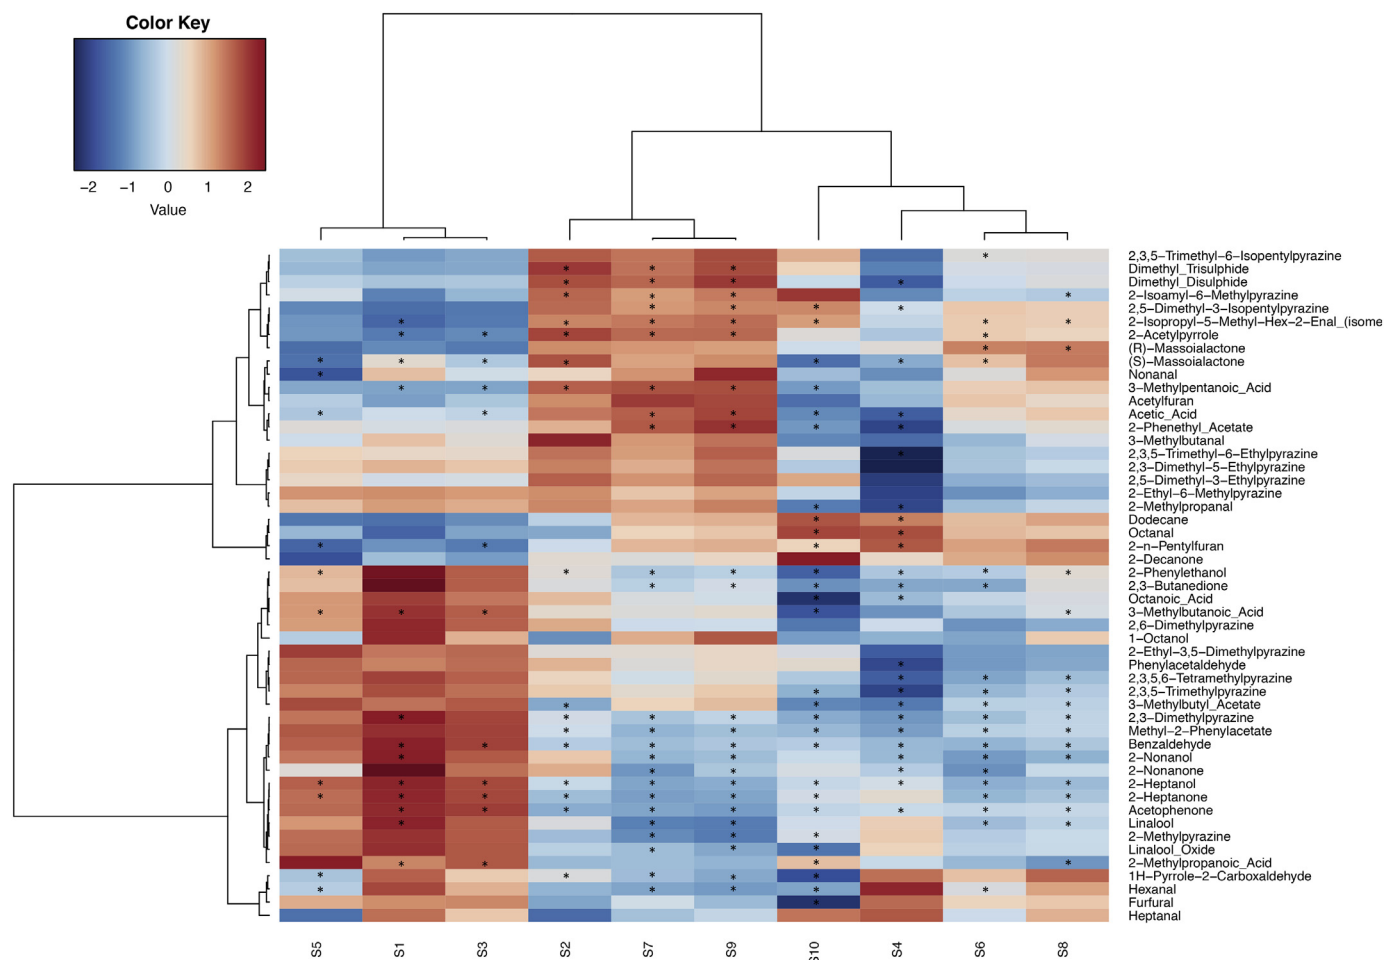 Color Key
−2 −1 0 1 2
Value
2,3,5−Trimethyl−6−Isopentylpyrazine
Dimethyl_Trisulphide
Dimethyl_Disulphide
2−Isoamyl−6−Methylpyrazine
2,5−Dimethyl−3−Isopentylpyrazine
2−Isopropyl−5−Methyl−Hex−2−Enal_(isome
2−Acetylpyrrole
(R)−Massoialactone
(S)−Massoialactone
Nonanal
3−Methylpentanoic_Acid
Acetylfuran
Acetic_Acid
2−Phenethyl_Acetate
3−Methylbutanal
2,3,5−Trimethyl−6−Ethylpyrazine
2,3−Dimethyl−5−Ethylpyrazine
2,5−Dimethyl−3−Ethylpyrazine
2−Ethyl−6−Methylpyrazine
2−Methylpropanal
Dodecane
Octanal
2−n−Pentylfuran
2−Decanone
2−Phenylethanol
2,3−Butanedione
Octanoic_Acid
3−Methylbutanoic_Acid
2,6−Dimethylpyrazine
1−Octanol
2−Ethyl−3,5−Dimethylpyrazine
Phenylacetaldehyde
2,3,5,6−Tetramethylpyrazine
2,3,5−Trimethylpyrazine
3−Methylbutyl_Acetate
2,3−Dimethylpyrazine
Methyl−2−Phenylacetate
Benzaldehyde
2−Nonanol
2−Nonanone
2−Heptanol
2−Heptanone
Acetophenone
Linalool
2−Methylpyrazine
Linalool_Oxide
2−Methylpropanoic_Acid
1H−Pyrrole−2−Carboxaldehyde
Hexanal
Furfural
Heptanal
S5 S1 S3 S2 S7 S9 S10 S4 S6 S8